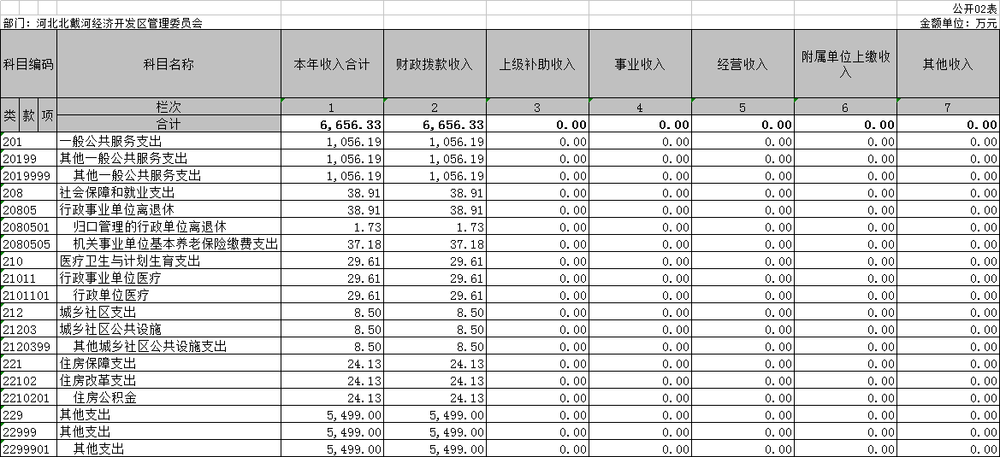 公开02表
部门：河北北戴河经济开发区管理委员会 金额单位：万元
科目编码 科目名称 本年收入合计 财政拨款收入 上级补助收入 事业收入 经营收入 附属单位上缴收入 其他收入
类 款 项 栏次 1 2 3 4 5 6 7
合计 6,656.33 6,656.33 0.00 0.00 0.00 0.00 0.00
201 一般公共服务支出 1,056.19 1,056.19 0.00 0.00 0.00 0.00 0.00
20199 其他一般公共服务支出 1,056.19 1,056.19 0.00 0.00 0.00 0.00 0.00
2019999 其他一般公共服务支出 1,056.19 1,056.19 0.00 0.00 0.00 0.00 0.00
208 社会保障和就业支出 38.91 38.91 0.00 0.00 0.00 0.00 0.00
20805 行政事业单位离退休 38.91 38.91 0.00 0.00 0.00 0.00 0.00
2080501 归口管理的行政单位离退休 1.73 1.73 0.00 0.00 0.00 0.00 0.00
2080505 机关事业单位基本养老保险缴费支出 37.18 37.18 0.00 0.00 0.00 0.00 0.00
210 医疗卫生与计划生育支出 29.61 29.61 0.00 0.00 0.00 0.00 0.00
21011 行政事业单位医疗 29.61 29.61 0.00 0.00 0.00 0.00 0.00
2101101 行政单位医疗 29.61 29.61 0.00 0.00 0.00 0.00 0.00
212 城乡社区支出 8.50 8.50 0.00 0.00 0.00 0.00 0.00
21203 城乡社区公共设施 8.50 8.50 0.00 0.00 0.00 0.00 0.00
2120399 其他城乡社区公共设施支出 8.50 8.50 0.00 0.00 0.00 0.00 0.00
221 住房保障支出 24.13 24.13 0.00 0.00 0.00 0.00 0.00
22102 住房改革支出 24.13 24.13 0.00 0.00 0.00 0.00 0.00
2210201 住房公积金 24.13 24.13 0.00 0.00 0.00 0.00 0.00
229 其他支出 5,499.00 5,499.00 0.00 0.00 0.00 0.00 0.00
22999 其他支出 5,499.00 5,499.00 0.00 0.00 0.00 0.00 0.00
2299901 其他支出 5,499.00 5,499.00 0.00 0.00 0.00 0.00 0.00